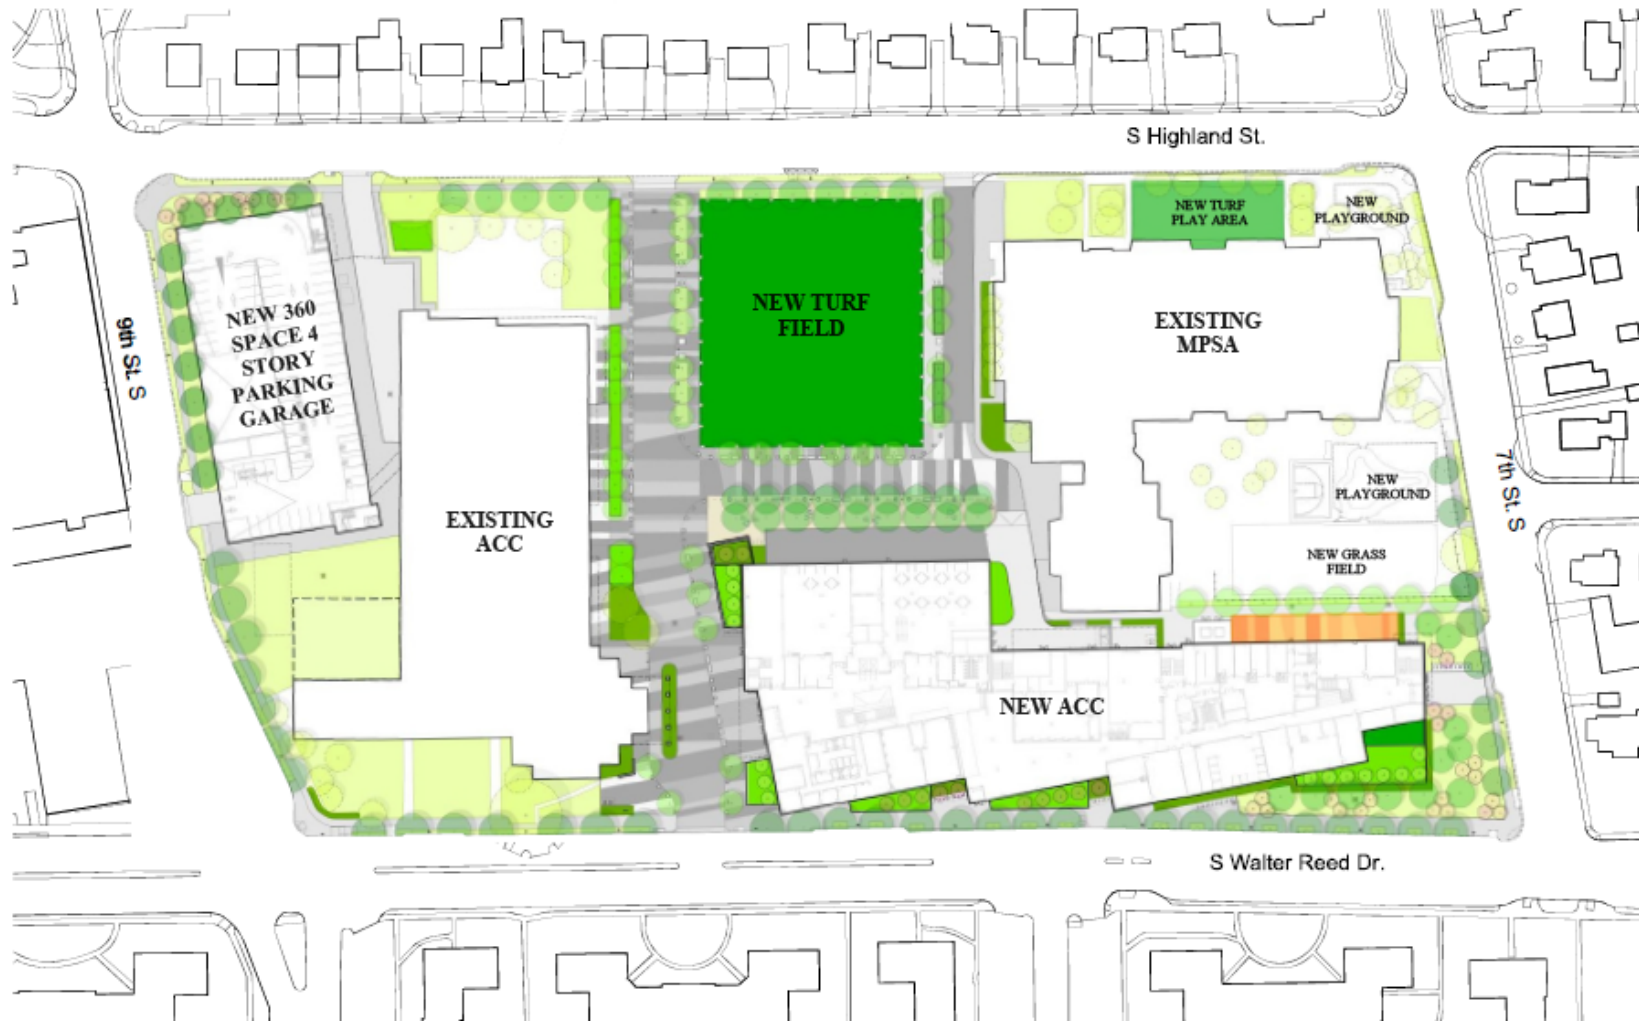 S Highland St.
NEW TURF
PLAY AREA
NEW
PLAYGROUND
NEW 360
SPACE 4
STORY
PARKING
GARAGE
NEW TURF
FIELD
EXISTING
MPSA
9th St. S
EXISTING
ACC
NEW
PLAYGROUND
7th St. S
NEW GRASS
FIELD
NEW ACC
S Walter Reed Dr.